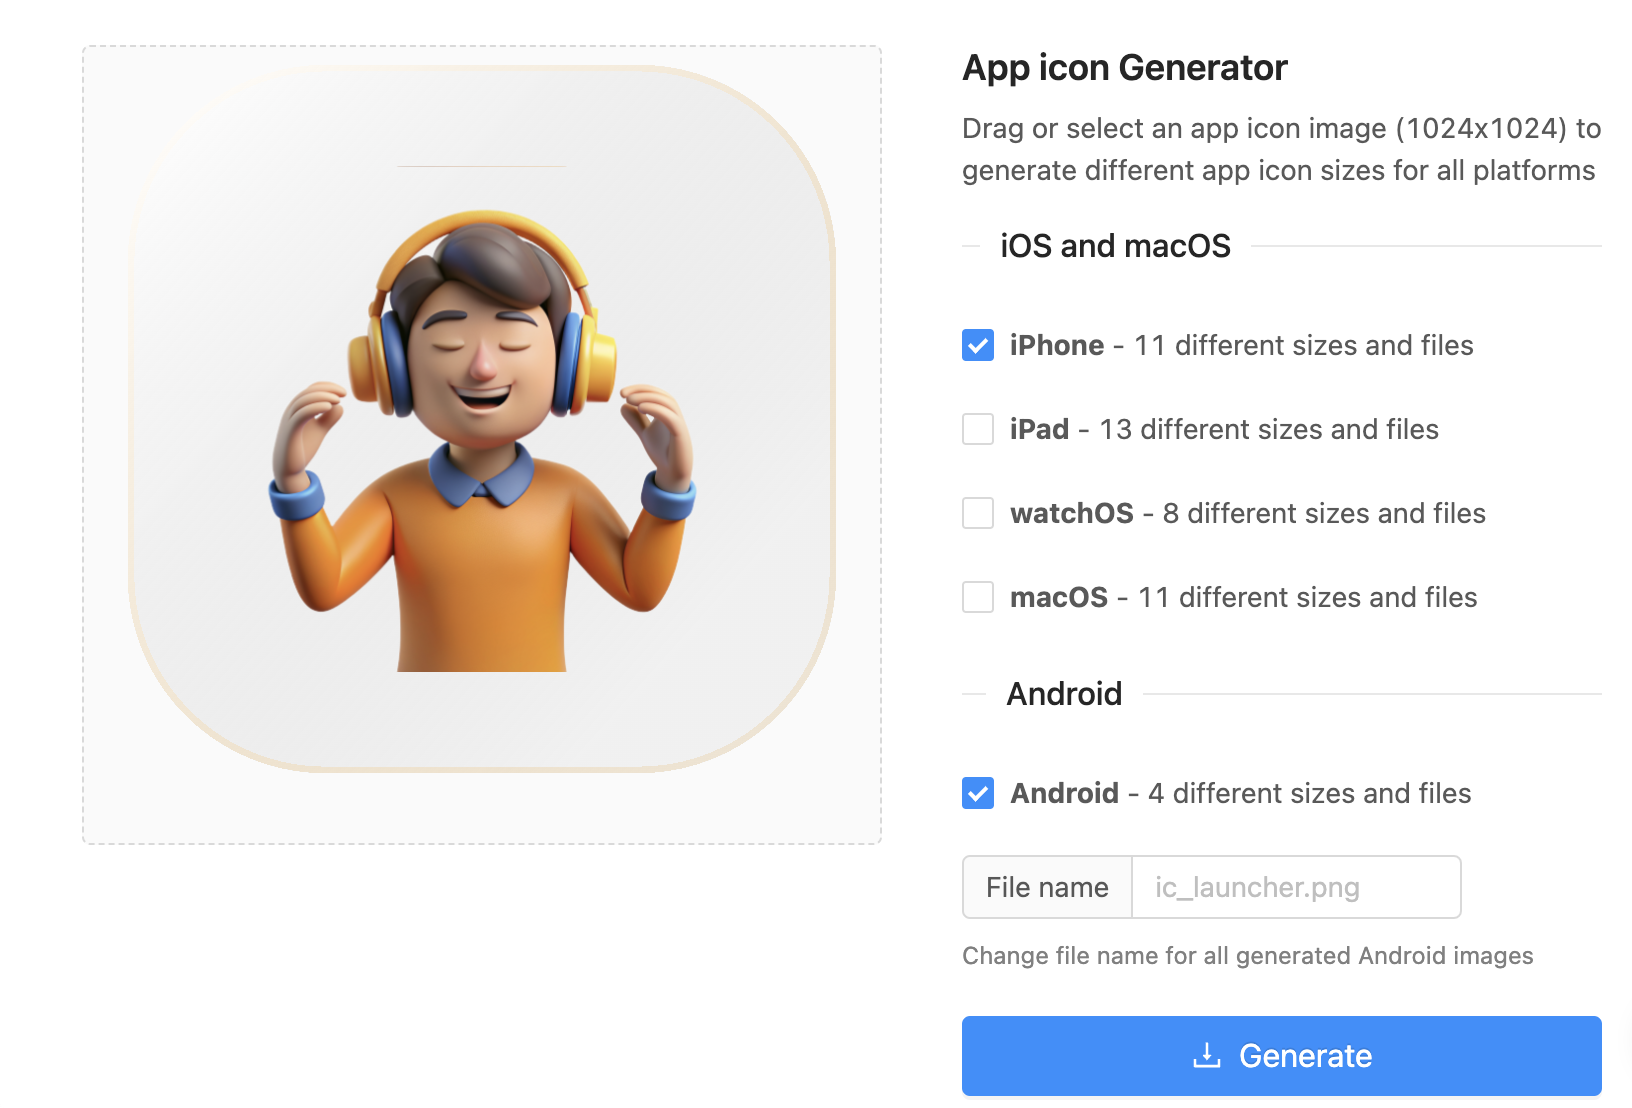 App icon Generator
Drag or select an app icon image (1024x1024) to
generate different app icon sizes for all platforms
iOS and macOS
iPhone - 11 different sizes and files
iPad - 13 different sizes and files
watchOS - 8 different sizes and files
macOS - 11 different sizes and files
Android
Android - 4 different sizes and files
File name ic_launcher.png
Change file name for all generated Android images
Generate